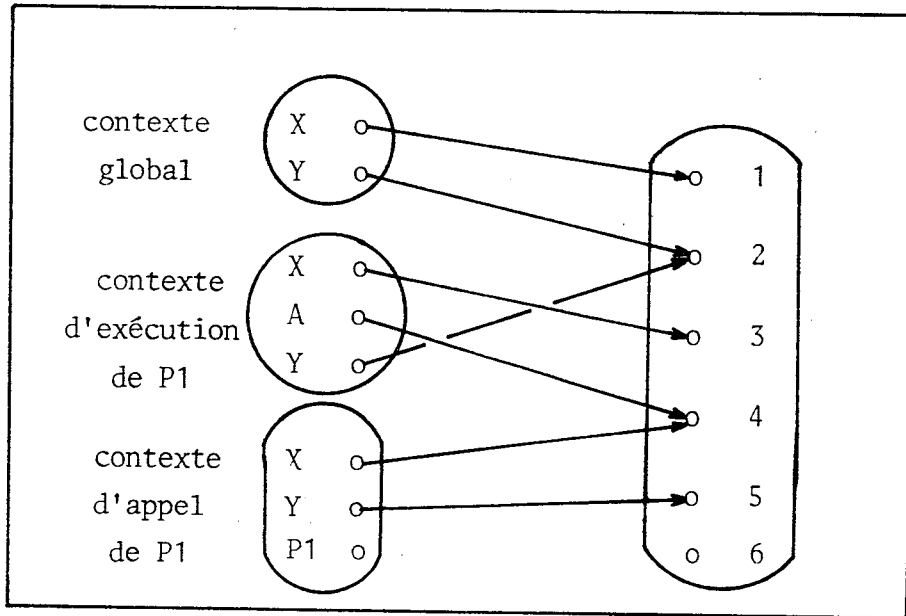 contexte
global
X
Y
contexte
d'exécution
de P1
X
A
Y
contexte
d'appel
de P1
X
Y
P1
1
2
3
4
5
6